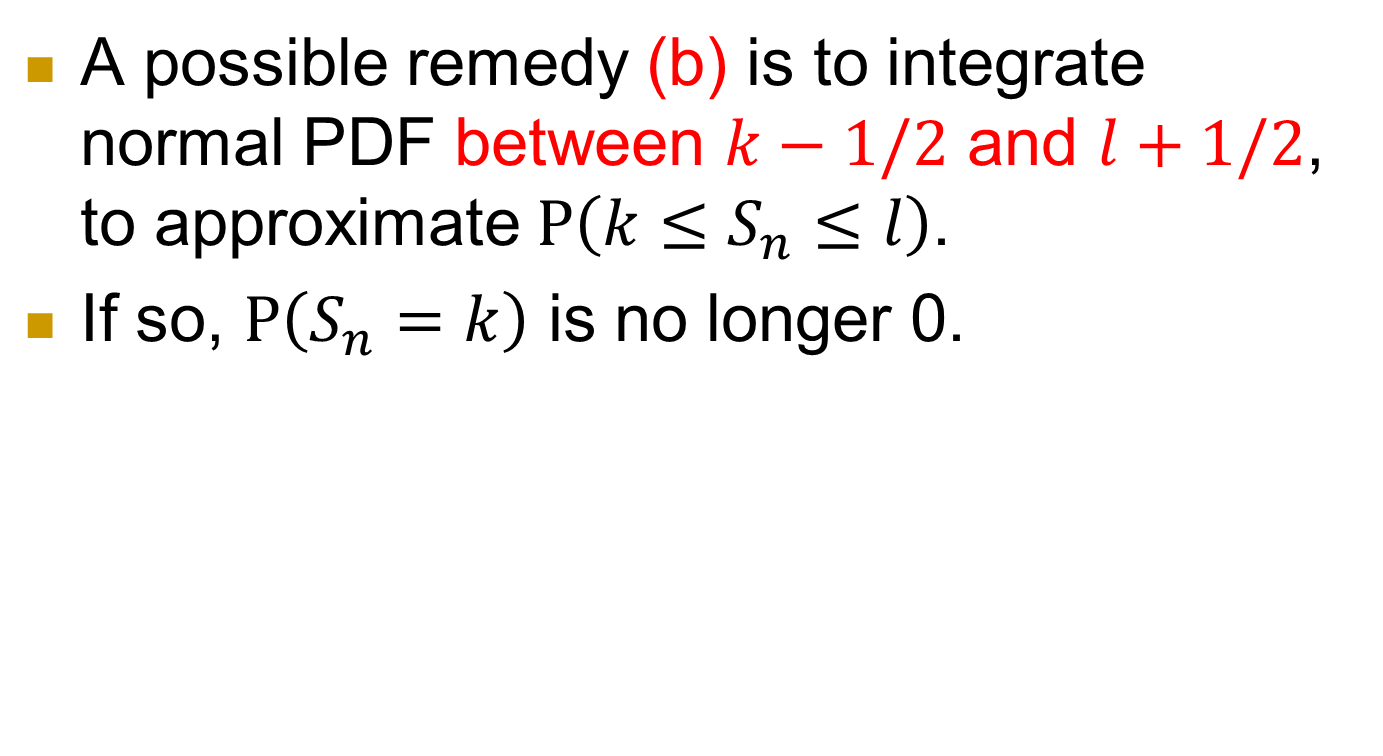 A possible remedy (b) is to integrate
normal PDF between k − 1/2 and l + 1/2,
to approximate P(k ≤ Sₙ ≤ l).
If so, P(Sₙ = k) is no longer 0.